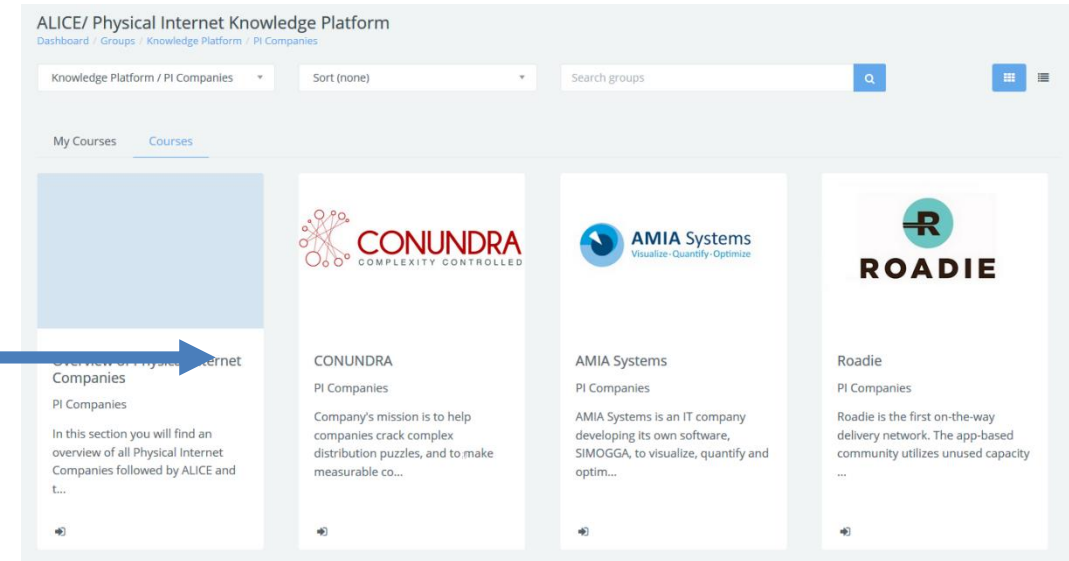 ALICE/ Physical Internet Knowledge Platform
Dashboard / Groups / Knowledge Platform / PI Companies
Knowledge Platform / PI Companies
Sort (none)
Search groups
My Courses
Courses
Overview of Physical Internet
Companies
PI Companies
In this section you will find an
overview of all Physical Internet
Companies followed by ALICE and
t...
CONUNDRA
COMPLEXITY CONTROLLED
CONUNDRA
PI Companies
Company's mission is to help
companies crack complex
distribution puzzles, and to make
measurable co...
AMIA Systems
Visualize-Quantify-Optimize
AMIA Systems
PI Companies
AMIA Systems is an IT company
developing its own software,
SIMOGGA, to visualize, quantify and
optim...
R
ROADIE
Roadie
PI Companies
Roadie is the first on-the-way
delivery network. The app-based
community utilizes unused capacity
...